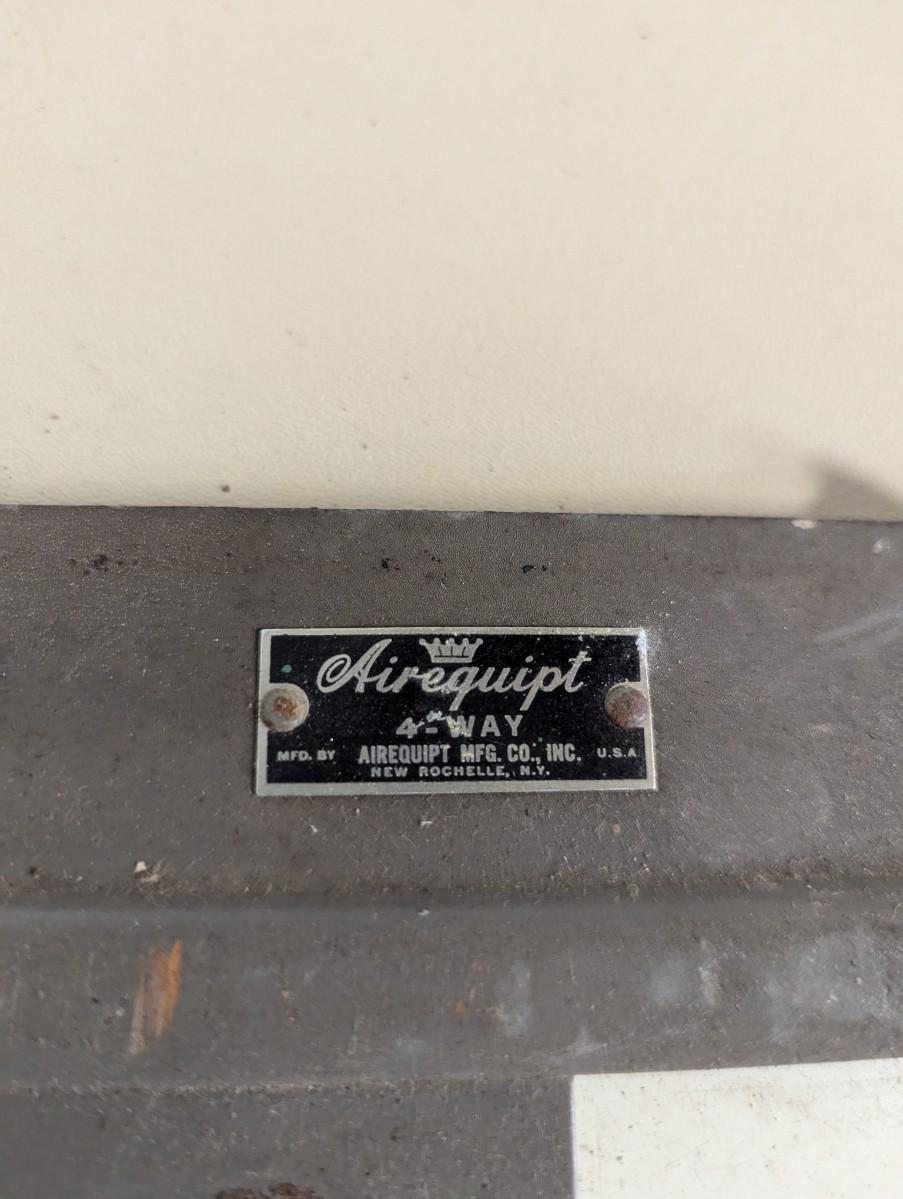 Airequipt
4-WAY
MFD. BY AIREQUIPT MFG. CO., INC. U.S.A
NEW ROCHELLE, N.Y.